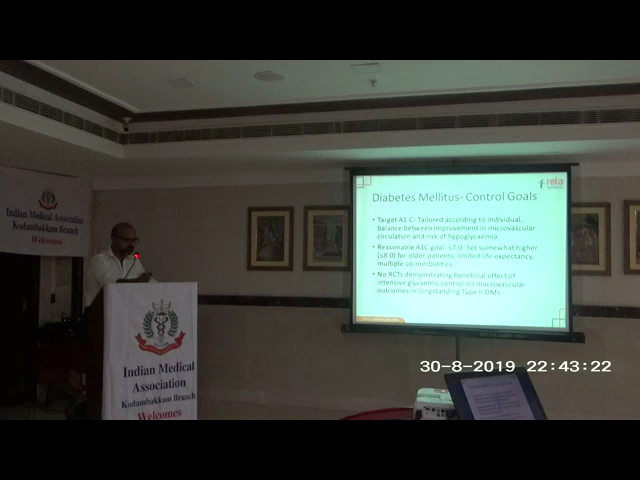 Indian Medical Association
Kodambakkam Branch
Welcomes
Indian Medical
Association
Kodambakkam Branch
Welcomes
Diabetes Mellitus- Control Goals
rela
• Target A1 C- Tailored according to individual,
balance between improvement in microvascular
circulation and risk of hypoglycaemia
• Reasonable A1C goal: ≤7.0. Set somewhat higher
(≤8.0) for older patients, limited life expectancy,
multiple co-morbidities
• No RCTs demonstrating beneficial effect of
intensive glycaemic control on macrovascular
outcomes in longstanding Type II DMs
30-8-2019 22:43:22